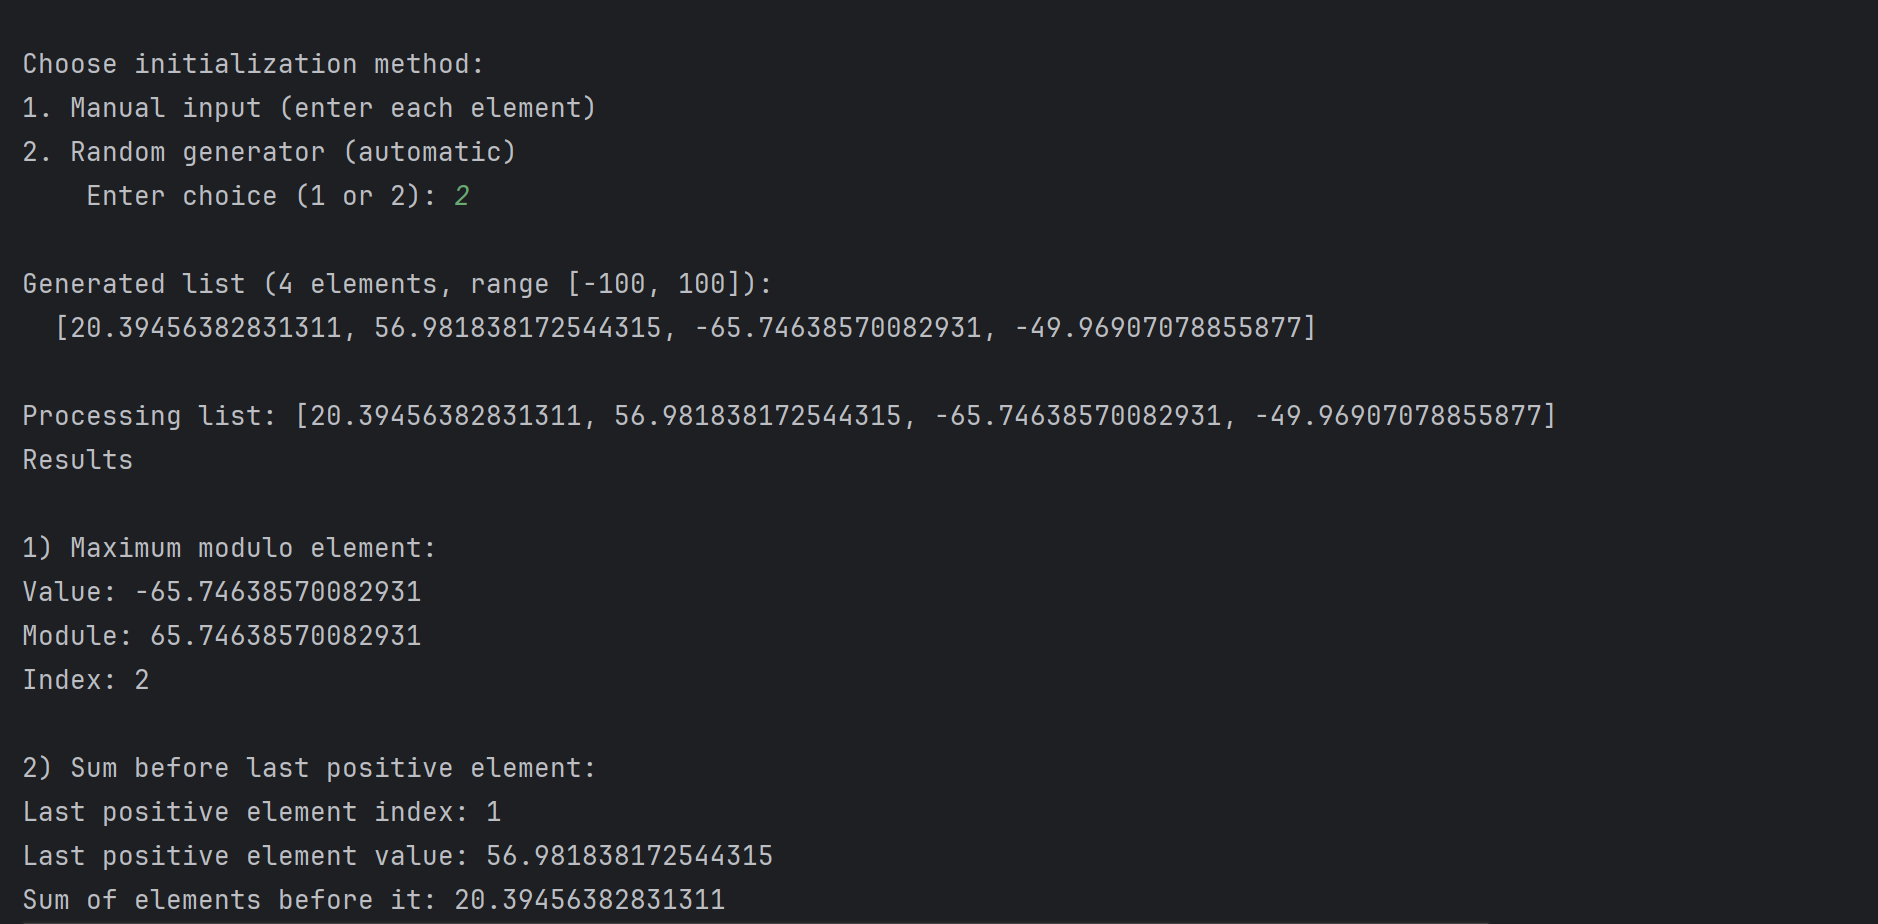 Choose initialization method:
1. Manual input (enter each element)
2. Random generator (automatic)
Enter choice (1 or 2): 2
Generated list (4 elements, range [-100, 100]):
[20.39456382831311, 56.981838172544315, -65.74638570082931, -49.96907078855877]
Processing list: [20.39456382831311, 56.981838172544315, -65.74638570082931, -49.96907078855877]
Results
1) Maximum modulo element:
Value: -65.74638570082931
Module: 65.74638570082931
Index: 2
2) Sum before last positive element:
Last positive element index: 1
Last positive element value: 56.981838172544315
Sum of elements before it: 20.39456382831311